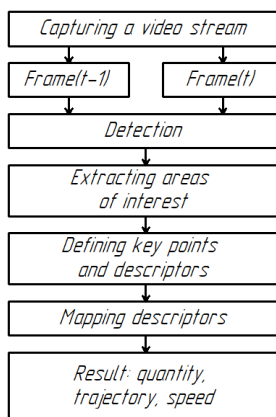 Capturing a video stream
Frame(t-1)
Frame(t)
Detection
Extracting areas
of interest
Defining key points
and descriptors
Mapping descriptors
Result: quantity,
trajectory, speed